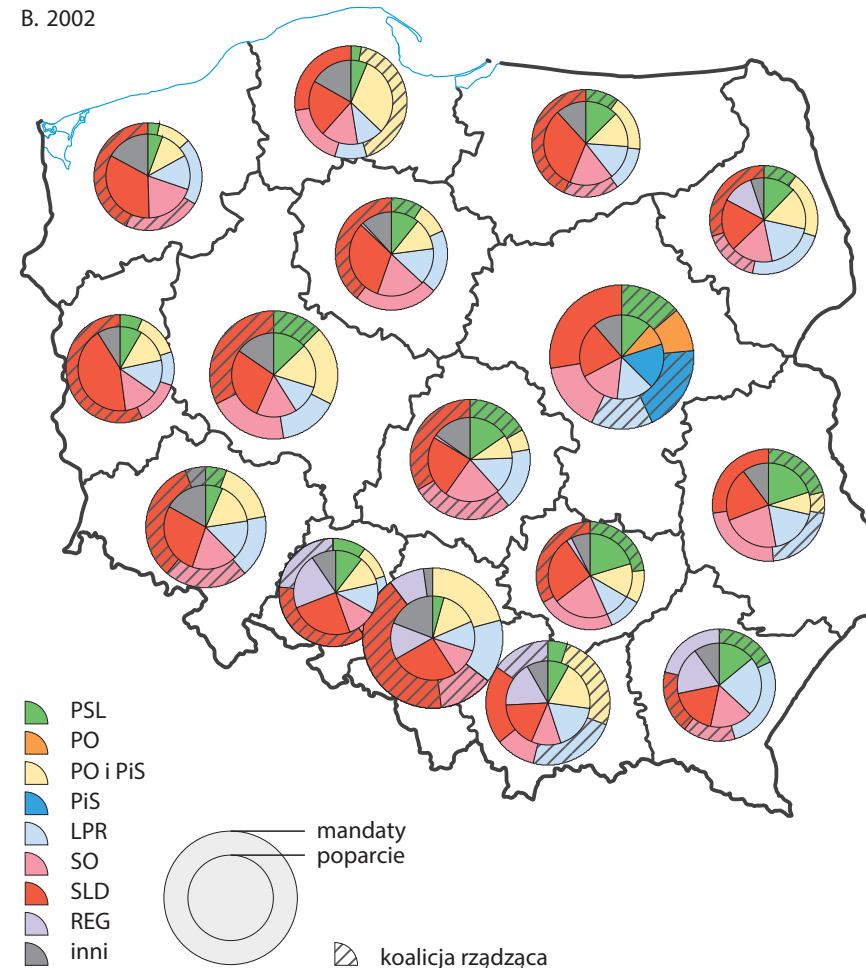 B. 2002
PSL
PO
PO i PiS
PiS
LPR
SO
SLD
REG
inni
mandaty
poparcie
koalicja rządząca